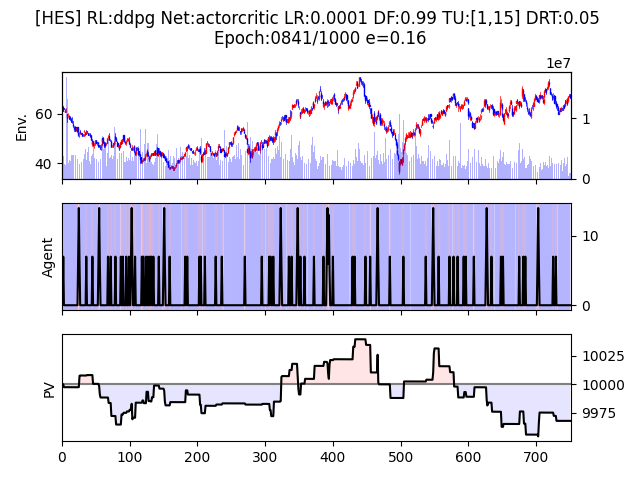 [HES] RL:ddpg Net:actorcritic LR:0.0001 DF:0.99 TU:[1,15] DRT:0.05
Epoch:0841/1000 e=0.16
1e7
Env.
60
40
1
0
Agent
10
0
PV
10025
10000
9975
0 100 200 300 400 500 600 700